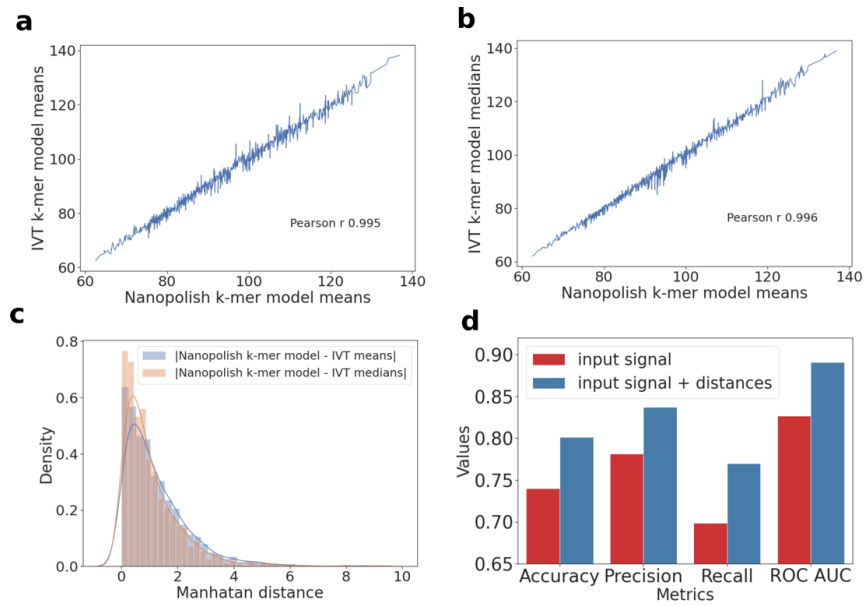 a
IVT k-mer model means
140
120
100
80
60
60 80 100 120 140
Nanopolish k-mer model means
Pearson r 0.995
b
IVT k-mer model medians
140
120
100
80
60
60 80 100 120 140
Nanopolish k-mer model means
Pearson r 0.996
c
Density
0.8
0.6
0.4
0.2
0.0
0 2 4 6 8 10
Manhatan distance
|Nanopolish k-mer model - IVT means|
|Nanopolish k-mer model - IVT medians|
d
Values
0.90
0.85
0.80
0.75
0.70
0.65
input signal
input signal + distances
Accuracy Precision Recall ROC AUC
Metrics